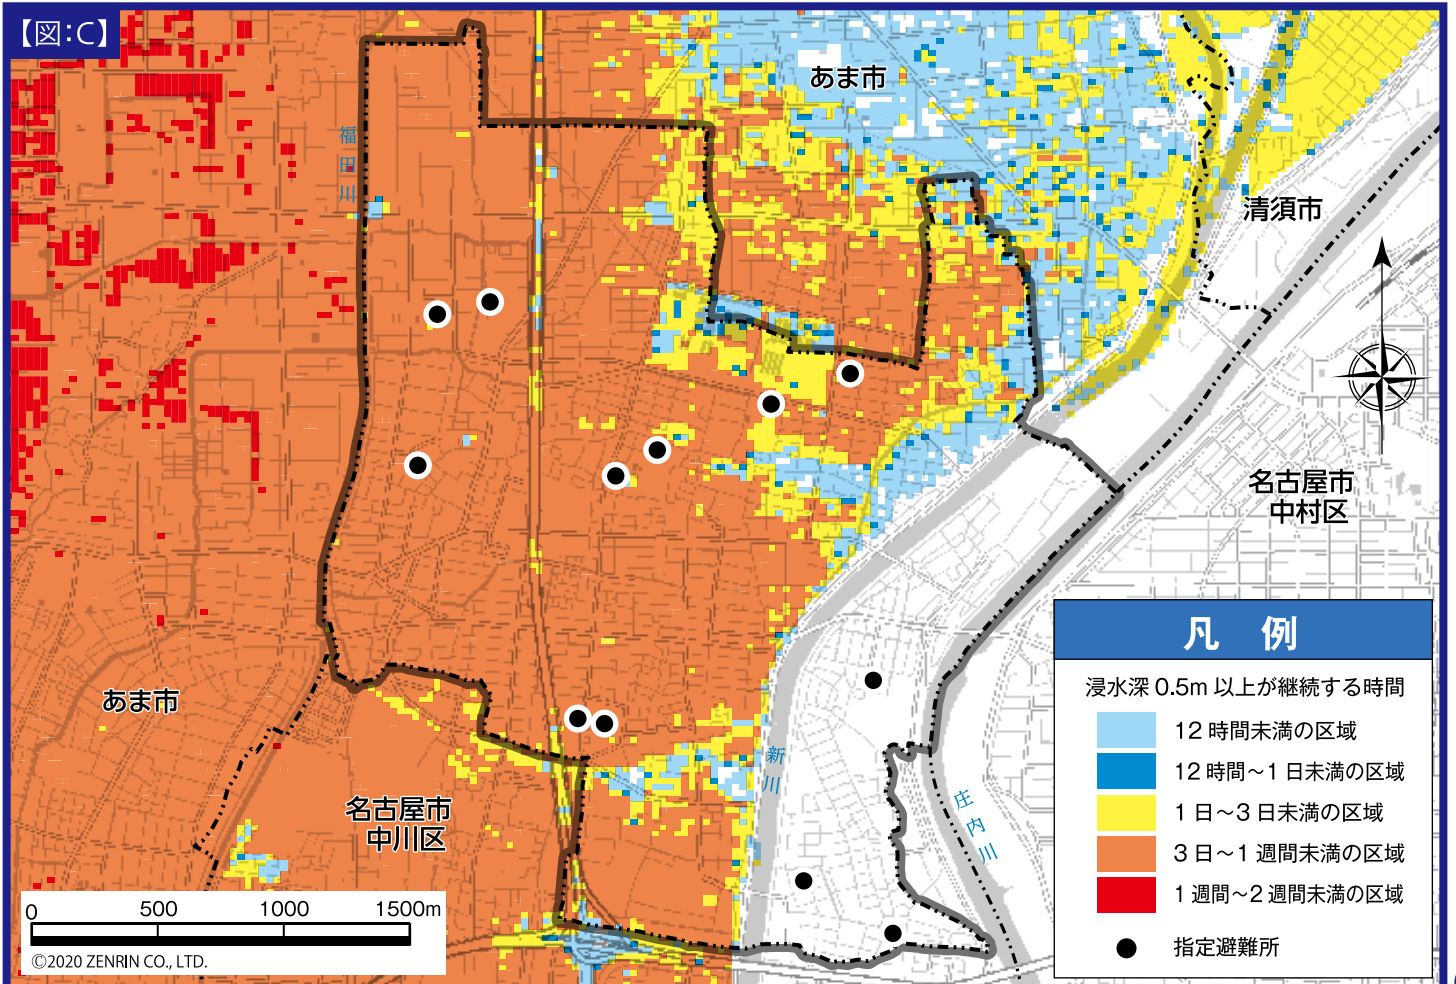 【図:C】
あま市
福田川
清須市
名古屋市
中村区
あま市
名古屋市
中川区
新川
庄内川
凡 例
浸水深 0.5m 以上が継続する時間
12 時間未満の区域
12 時間～1 日未満の区域
1 日～3 日未満の区域
3 日～1 週間未満の区域
1 週間～2 週間未満の区域
指定避難所
0 500 1000 1500m
©2020 ZENRIN CO., LTD.